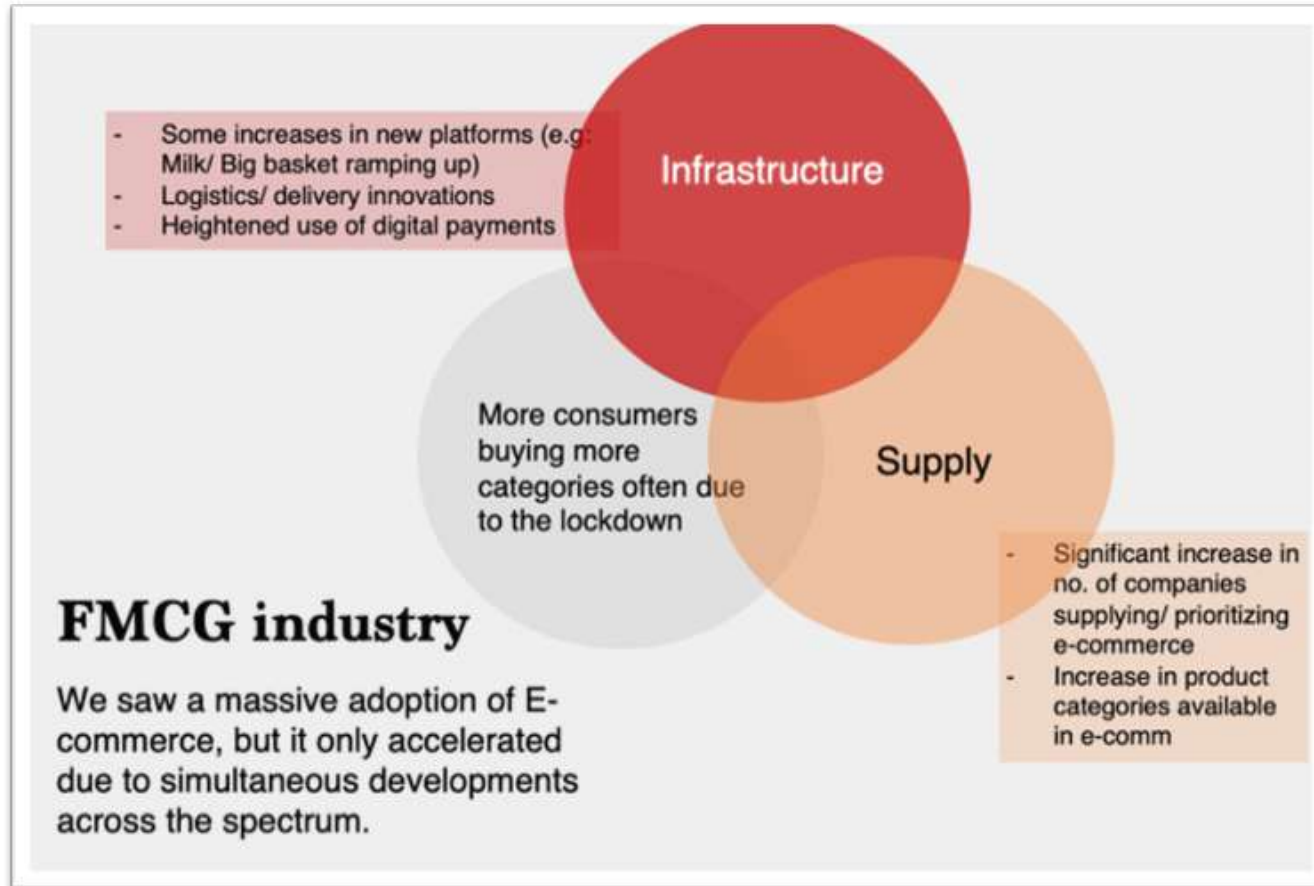 - Some increases in new platforms (e.g:
Milk/ Big basket ramping up)
- Logistics/ delivery innovations
- Heightened use of digital payments
Infrastructure
More consumers
buying more
categories often due
to the lockdown
Supply
- Significant increase in
no. of companies
supplying/ prioritizing
e-commerce
- Increase in product
categories available
in e-comm
FMCG industry
We saw a massive adoption of E-
commerce, but it only accelerated
due to simultaneous developments
across the spectrum.